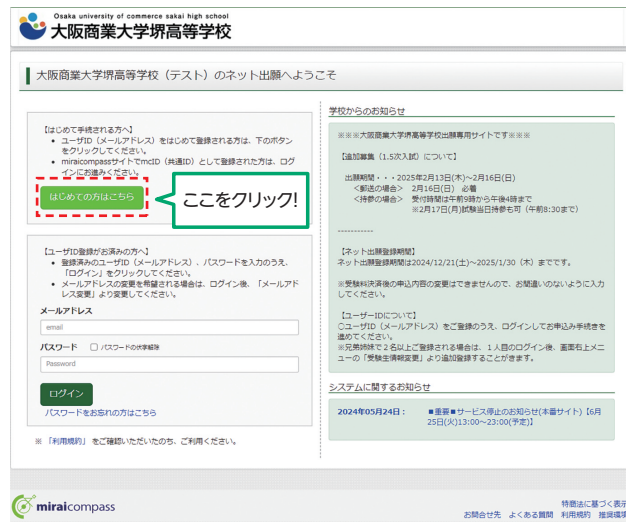 Osaka university of commerce sakai high school
大阪商業大学堺高等学校
大阪商業大学堺高等学校（テスト）のネット出願へようこそ
【はじめて手続される方へ】
• ユーザID（メールアドレス）をはじめて登録される方は、下のボタン
をクリックしてください。
• miraicompassサイトでmcID（共通ID）として登録された方は、ログ
インにお進みください。
はじめての方はこちら
ここをクリック!
【ユーザID登録がお済みの方へ】
• 登録済みのユーザID（メールアドレス）、パスワードを入力のうえ、
「ログイン」をクリックしてください。
• メールアドレスの変更を希望される場合は、ログイン後、「メールアド
レス変更」より変更してください。
メールアドレス
email
パスワード □ パスワードの伏字解除
Password
ログイン
パスワードをお忘れの方はこちら
※ 「利用規約」 をご確認いただいたのち、ご利用ください。
学校からのお知らせ
※※※大阪商業大学堺高等学校出願専用サイトです※※※
【追加募集（1.5次入試）について】
出願期間・・・2025年2月13日(木)～2月16日(日)
＜郵送の場合＞ 2月16日(日) 必着
＜持参の場合＞ 受付時間は午前9時から午後4時まで
※2月17日(月)試験当日持参も可（午前8:30まで）
-----------
【ネット出願登録期間】
ネット出願登録期間は2024/12/21(土)～2025/1/30（木）までです。
※受験料決済後の申込内容の変更はできませんので、お間違いのないように入力
してください。
【ユーザーIDについて】
○ユーザID（メールアドレス）をご登録のうえ、ログインしてお申込み手続きを
進めてください。
※兄弟姉妹で２名以上ご登録される場合は、１人目のログイン後、画面右上メニ
ューの「受験生情報変更」より追加登録することができます。
システムに関するお知らせ
2024年05月24日： ■重要■サービス停止のお知らせ(本番サイト)【6月
25日(火)13:00～23:00(予定)】
miraicompass
特商法に基づく表示
お問合せ先 よくある質問 利用規約 推奨環境